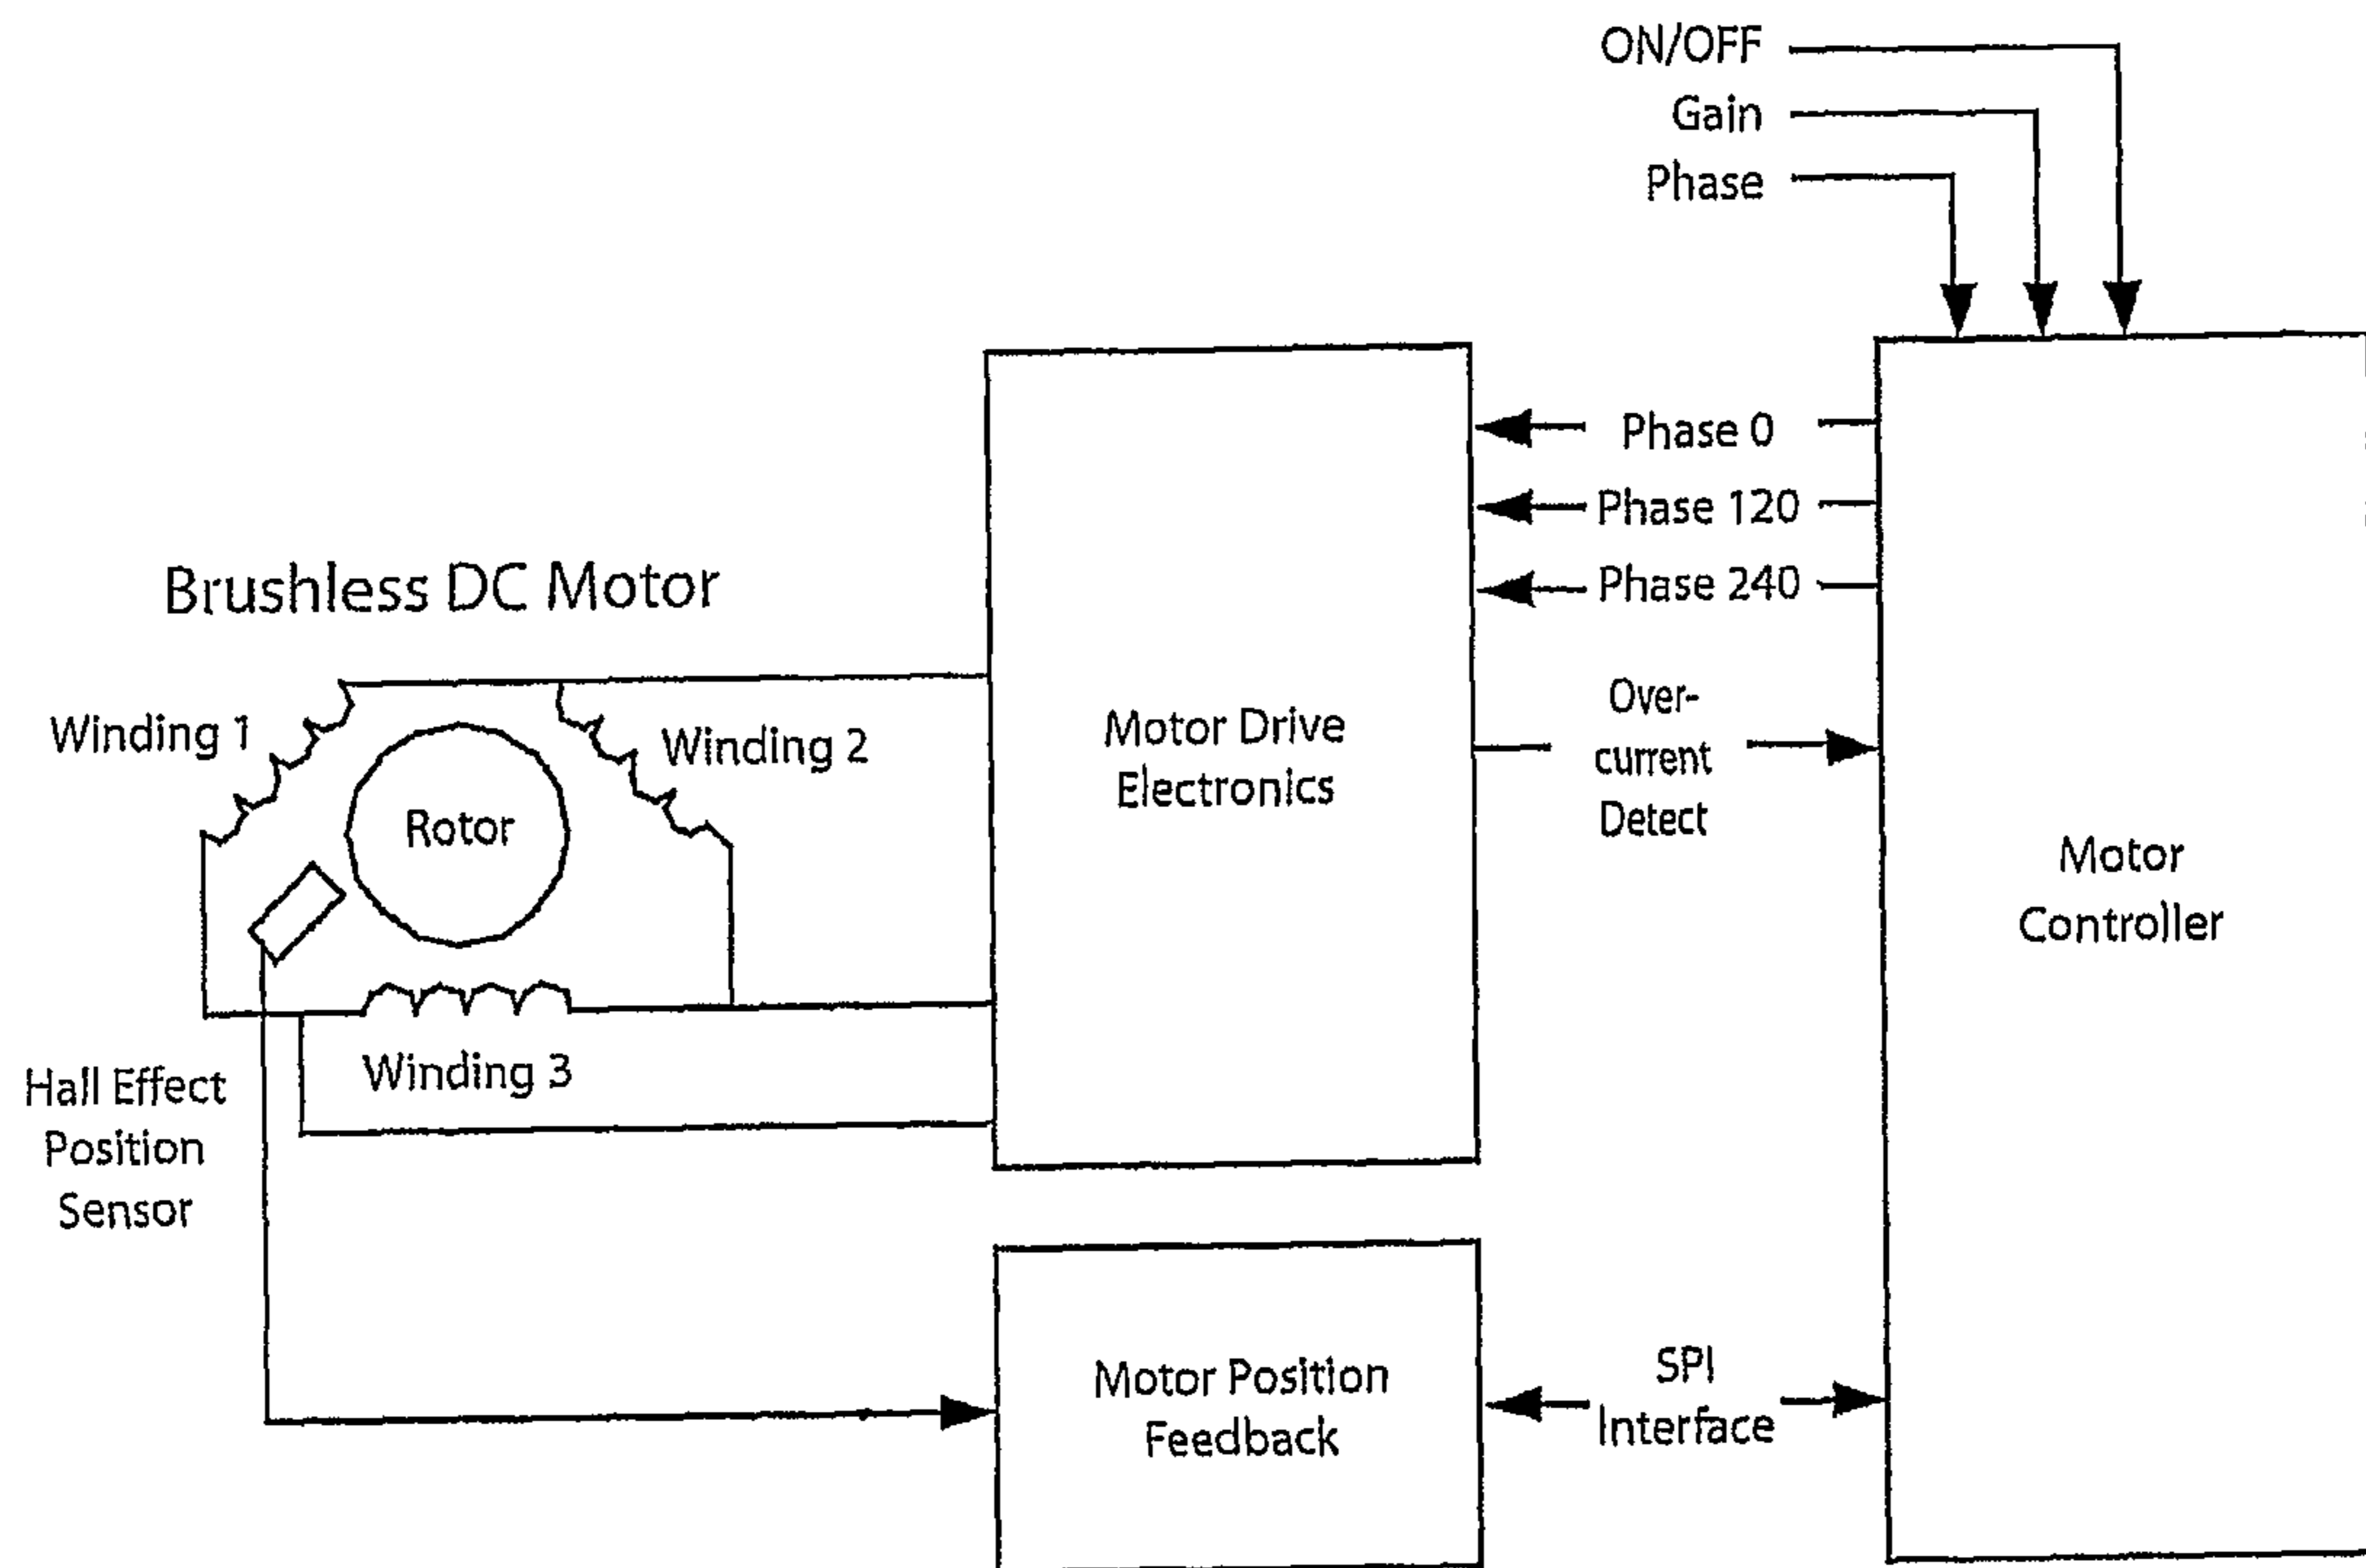 ON/OFF
Gain
Phase
Phase 0
Phase 120
Phase 240
Brushless DC Motor
Over-
current
Detect
Winding 1
Winding 2
Motor Drive
Electronics
Rotor
Motor
Controller
Winding 3
Hall Effect
Position
Sensor
Motor Position
Feedback
SPI
Interface